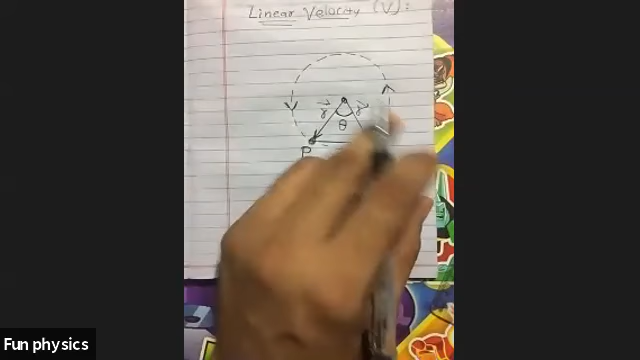 Linear Velocity (V):
r r
θ
P
Fun physics